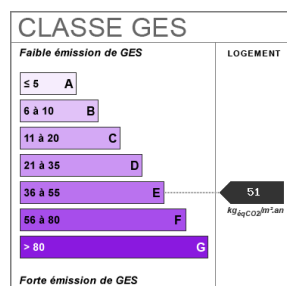 CLASSE GES
Faible émission de GES
LOGEMENT
≤ 5 A
6 à 10 B
11 à 20 C
21 à 35 D
36 à 55 E
51
kgéqCO2/m².an
56 à 80 F
> 80 G
Forte émission de GES